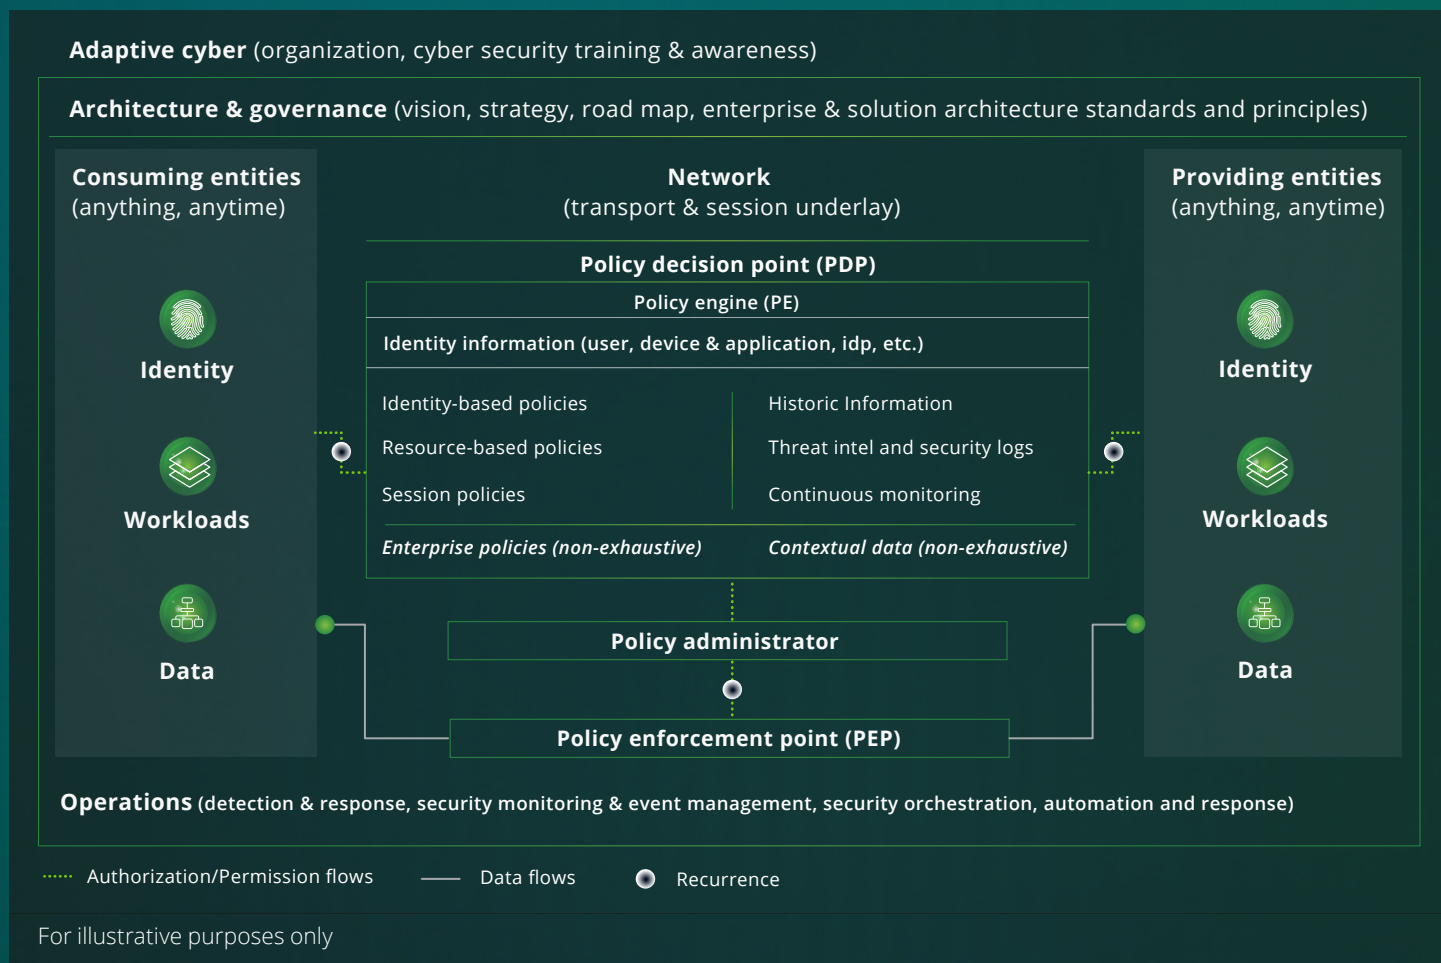 Adaptive cyber (organization, cyber security training & awareness)
Architecture & governance (vision, strategy, road map, enterprise & solution architecture standards and principles)
Consuming entities
(anything, anytime)
Identity
Workloads
Data
Network
(transport & session underlay)
Policy decision point (PDP)
Policy engine (PE)
Identity information (user, device & application, idp, etc.)
Identity-based policies
Resource-based policies
Session policies
Enterprise policies (non-exhaustive)
Historic Information
Threat intel and security logs
Continuous monitoring
Contextual data (non-exhaustive)
Policy administrator
Policy enforcement point (PEP)
Providing entities
(anything, anytime)
Identity
Workloads
Data
Operations (detection & response, security monitoring & event management, security orchestration, automation and response)
Authorization/Permission flows
Data flows
Recurrence
For illustrative purposes only